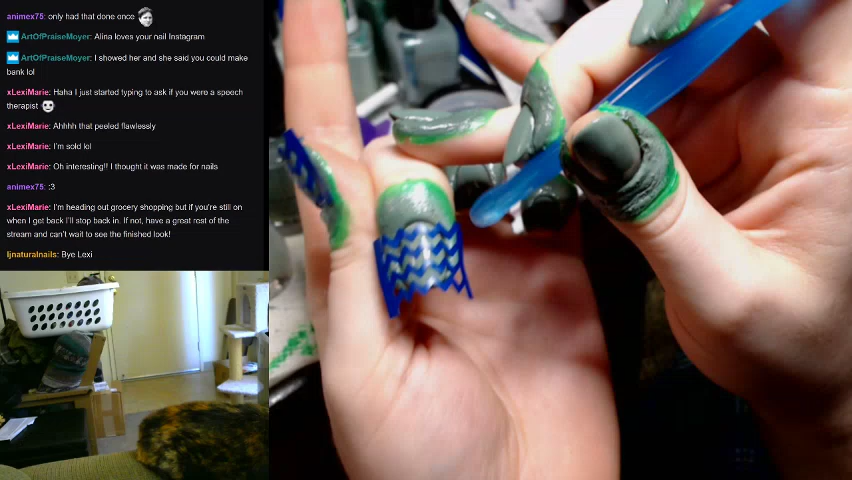 animex75: only had that done once
ArtOfPraiseMoyer: Alina loves your nail Instagram
ArtOfPraiseMoyer: I showed her and she said you could make
bank lol
xLexiMarie: Haha I just started typing to ask if you were a speech
therapist
xLexiMarie: Ahhhh that peeled flawlessly
xLexiMarie: I'm sold lol
xLexiMarie: Oh interesting!! I thought it was made for nails
animex75: :3
xLexiMarie: I'm heading out grocery shopping but if you're still on
when I get back I'll stop back in. If not, have a great rest of the
stream and can't wait to see the finished look!
ljnaturalnails: Bye Lexi